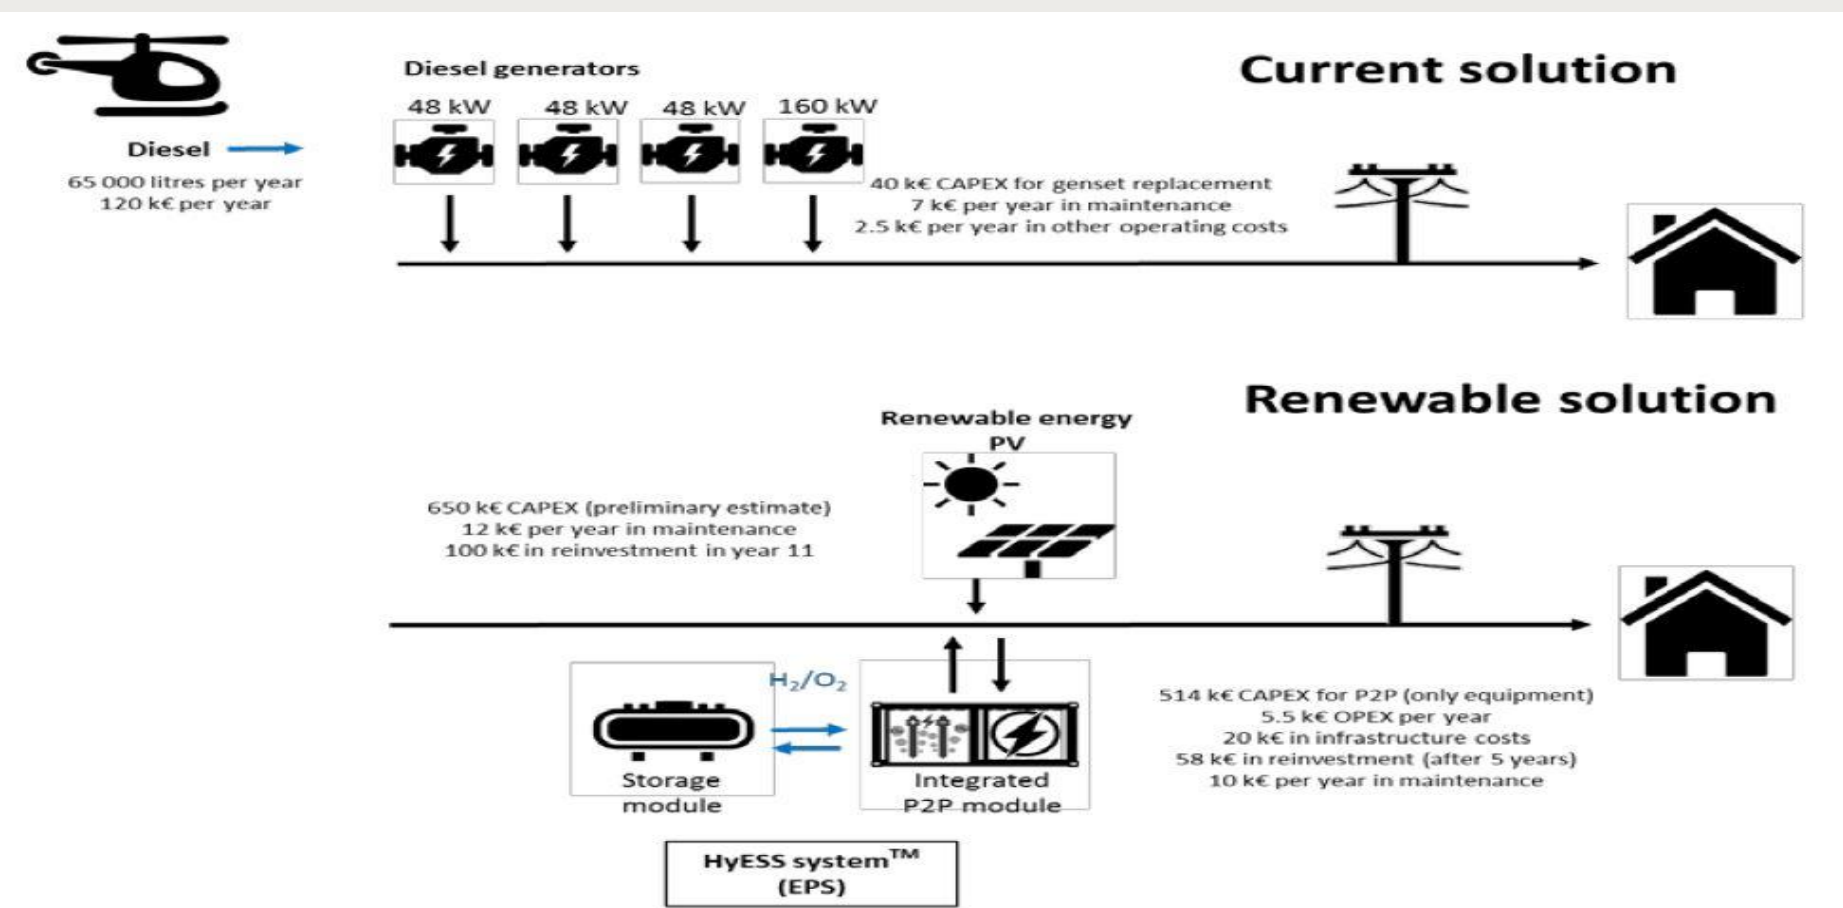 Current solution
Diesel generators
48 kW 48 kW 48 kW 160 kW
Diesel
65 000 litres per year
120 k€ per year
40 k€ CAPEX for genset replacement
7 k€ per year in maintenance
2.5 k€ per year in other operating costs
Renewable solution
Renewable energy
PV
650 k€ CAPEX (preliminary estimate)
12 k€ per year in maintenance
100 k€ in reinvestment in year 11
H₂/O₂
Storage
module
Integrated
P2P module
514 k€ CAPEX for P2P (only equipment)
5.5 k€ OPEX per year
20 k€ in infrastructure costs
58 k€ in reinvestment (after 5 years)
10 k€ per year in maintenance
HyESS system™
(EPS)